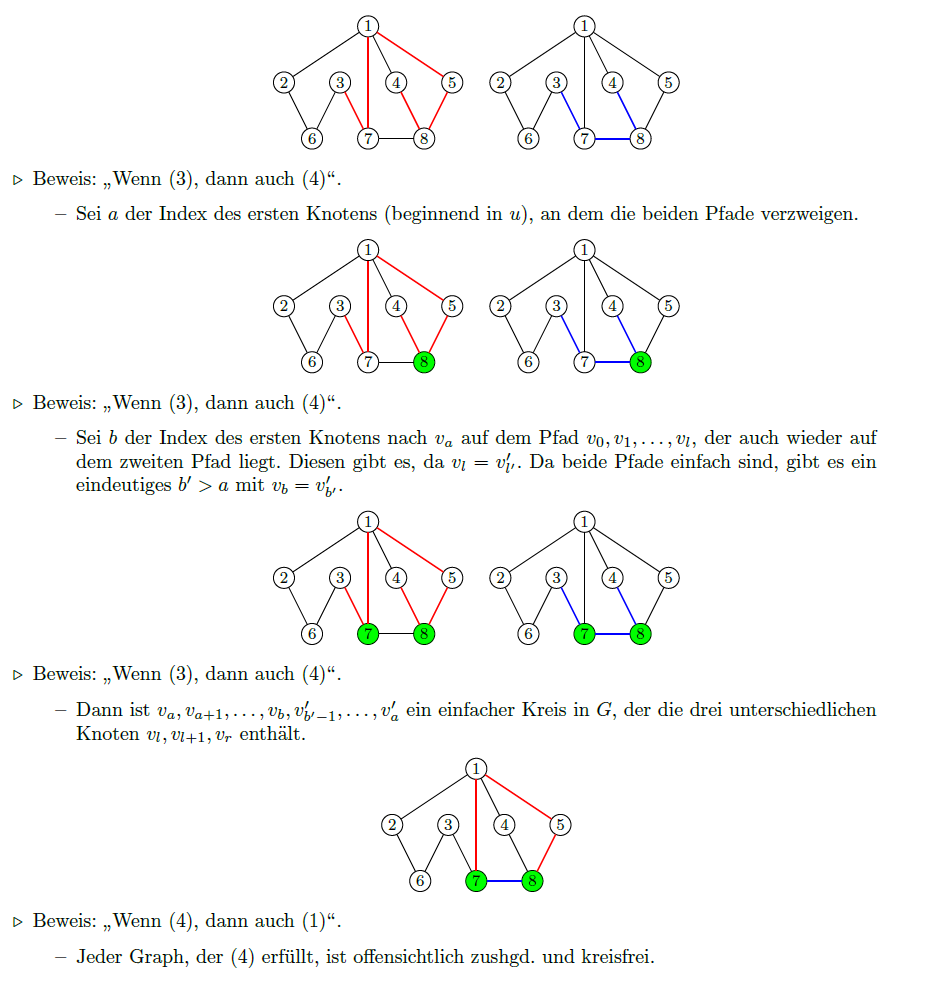 1 1
2 3 4 5 2 3 4 5
6 7 8 6 7 8
▷ Beweis: „Wenn (3), dann auch (4)“.
– Sei a der Index des ersten Knotens (beginnend in u), an dem die beiden Pfade verzweigen.
1 1
2 3 4 5 2 3 4 5
6 7 8 6 7 8
▷ Beweis: „Wenn (3), dann auch (4)“.
– Sei b der Index des ersten Knotens nach v_a auf dem Pfad v_0, v_1, . . . , v_l, der auch wieder auf
dem zweiten Pfad liegt. Diesen gibt es, da v_l = v'_{l'}. Da beide Pfade einfach sind, gibt es ein
eindeutiges b' > a mit v_b = v'_{b'}.
1 1
2 3 4 5 2 3 4 5
6 7 8 6 7 8
▷ Beweis: „Wenn (3), dann auch (4)“.
– Dann ist v_a, v_{a+1}, . . . , v_b, v'_{b'−1}, . . . , v'_a ein einfacher Kreis in G, der die drei unterschiedlichen
Knoten v_l, v_{l+1}, v_r enthält.
1
2 3 4 5
6 7 8
▷ Beweis: „Wenn (4), dann auch (1)“.
– Jeder Graph, der (4) erfüllt, ist offensichtlich zushgd. und kreisfrei.